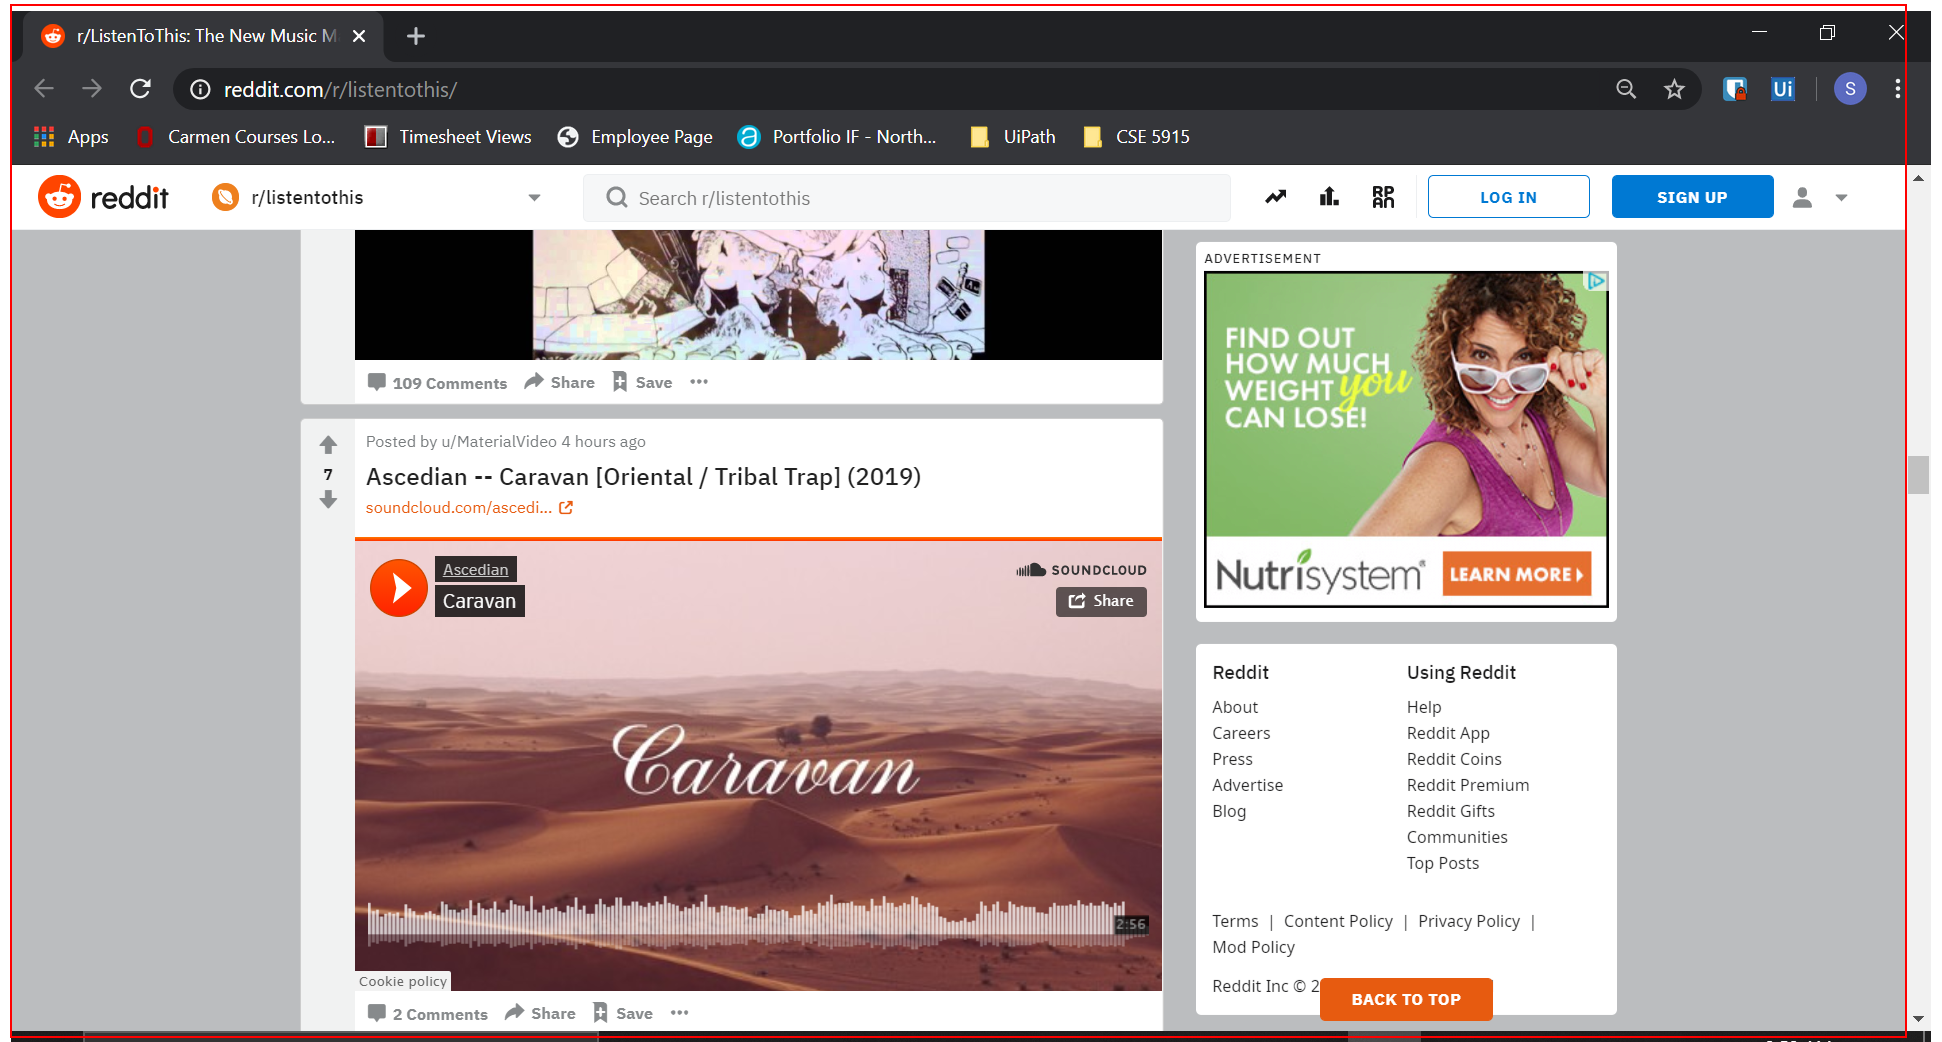 r/ListenToThis: The New Music M
reddit.com/r/listentothis/
Ui
S
Apps
Carmen Courses Lo...
Timesheet Views
Employee Page
Portfolio IF - North...
UiPath
CSE 5915
reddit
r/listentothis
Search r/listentothis
RPAN
LOG IN
SIGN UP
109 Comments
Share
Save
Posted by u/MaterialVideo 4 hours ago
7
Ascedian -- Caravan [Oriental / Tribal Trap] (2019)
soundcloud.com/ascedi...
Ascedian
Caravan
SOUNDCLOUD
Share
Caravan
2:56
Cookie policy
2 Comments
Share
Save
ADVERTISEMENT
FIND OUT
HOW MUCH
WEIGHT you
CAN LOSE!
Nutrisystem®
LEARN MORE
Reddit
About
Careers
Press
Advertise
Blog
Using Reddit
Help
Reddit App
Reddit Coins
Reddit Premium
Reddit Gifts
Communities
Top Posts
Terms | Content Policy | Privacy Policy |
Mod Policy
Reddit Inc © 2
BACK TO TOP